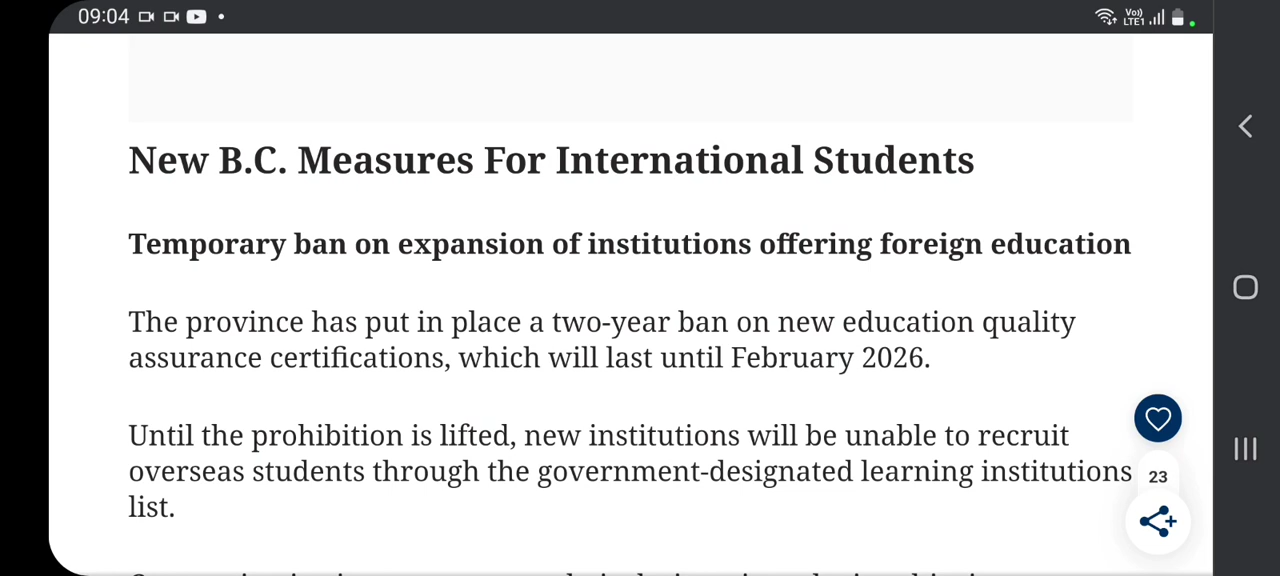 09:04
Vo))
LTE1
New B.C. Measures For International Students
Temporary ban on expansion of institutions offering foreign education
The province has put in place a two-year ban on new education quality
assurance certifications, which will last until February 2026.
Until the prohibition is lifted, new institutions will be unable to recruit
overseas students through the government-designated learning institutions
list.
23